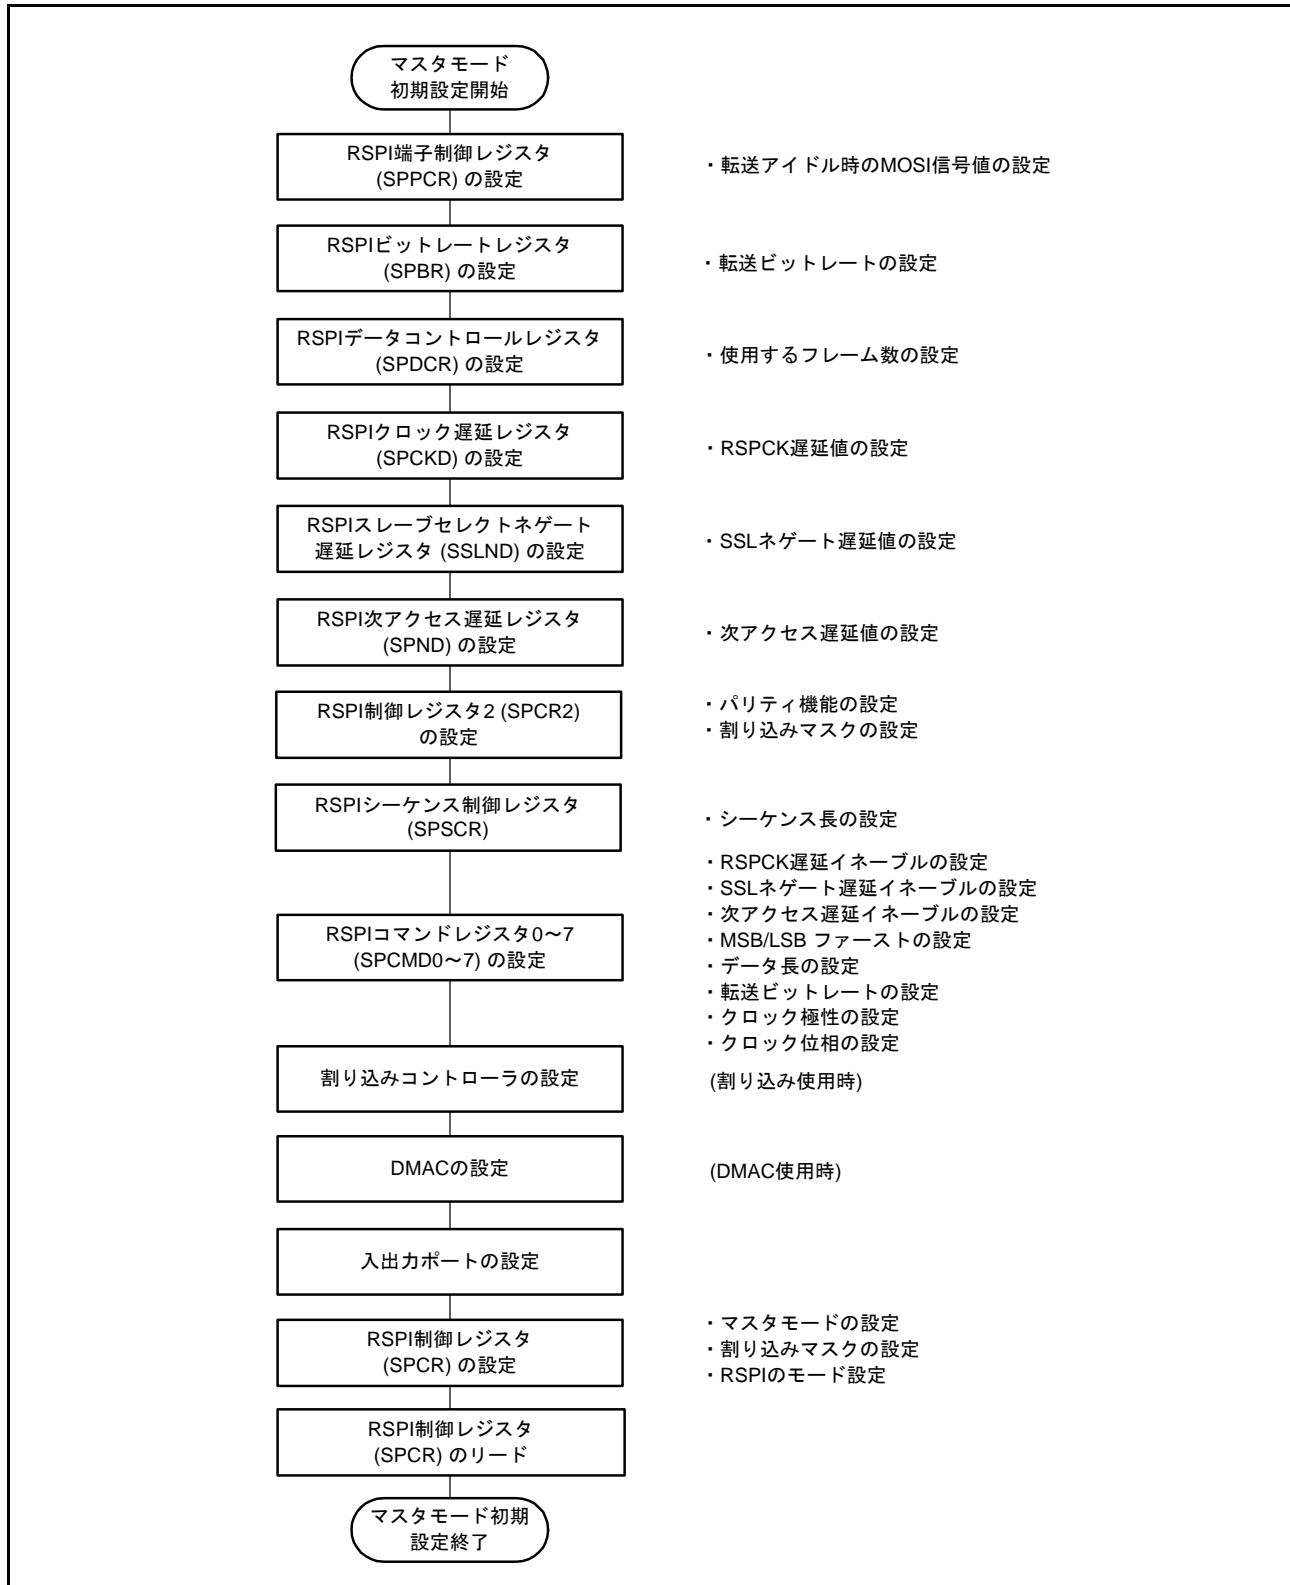 マスタモード
初期設定開始
RSPI端子制御レジスタ
(SPPCR) の設定
・転送アイドル時のMOSI信号値の設定
RSPIビットレートレジスタ
(SPBR) の設定
・転送ビットレートの設定
RSPIデータコントロールレジスタ
(SPDCR) の設定
・使用するフレーム数の設定
RSPIクロック遅延レジスタ
(SPCKD) の設定
・RSPCK遅延値の設定
RSPIスレーブセレクトネゲート
遅延レジスタ (SSLND) の設定
・SSLネゲート遅延値の設定
RSPI次アクセス遅延レジスタ
(SPND) の設定
・次アクセス遅延値の設定
RSPI制御レジスタ2 (SPCR2)
の設定
・パリティ機能の設定
・割り込みマスクの設定
RSPIシーケンス制御レジスタ
(SPSCR)
・シーケンス長の設定
RSPIコマンドレジスタ0～7
(SPCMD0～7) の設定
・RSPCK遅延イネーブルの設定
・SSLネゲート遅延イネーブルの設定
・次アクセス遅延イネーブルの設定
・MSB/LSB ファーストの設定
・データ長の設定
・転送ビットレートの設定
・クロック極性の設定
・クロック位相の設定
割り込みコントローラの設定
(割り込み使用時)
DMACの設定
(DMAC使用時)
入出力ポートの設定
RSPI制御レジスタ
(SPCR) の設定
・マスタモードの設定
・割り込みマスクの設定
・RSPIのモード設定
RSPI制御レジスタ
(SPCR) のリード
マスタモード初期
設定終了